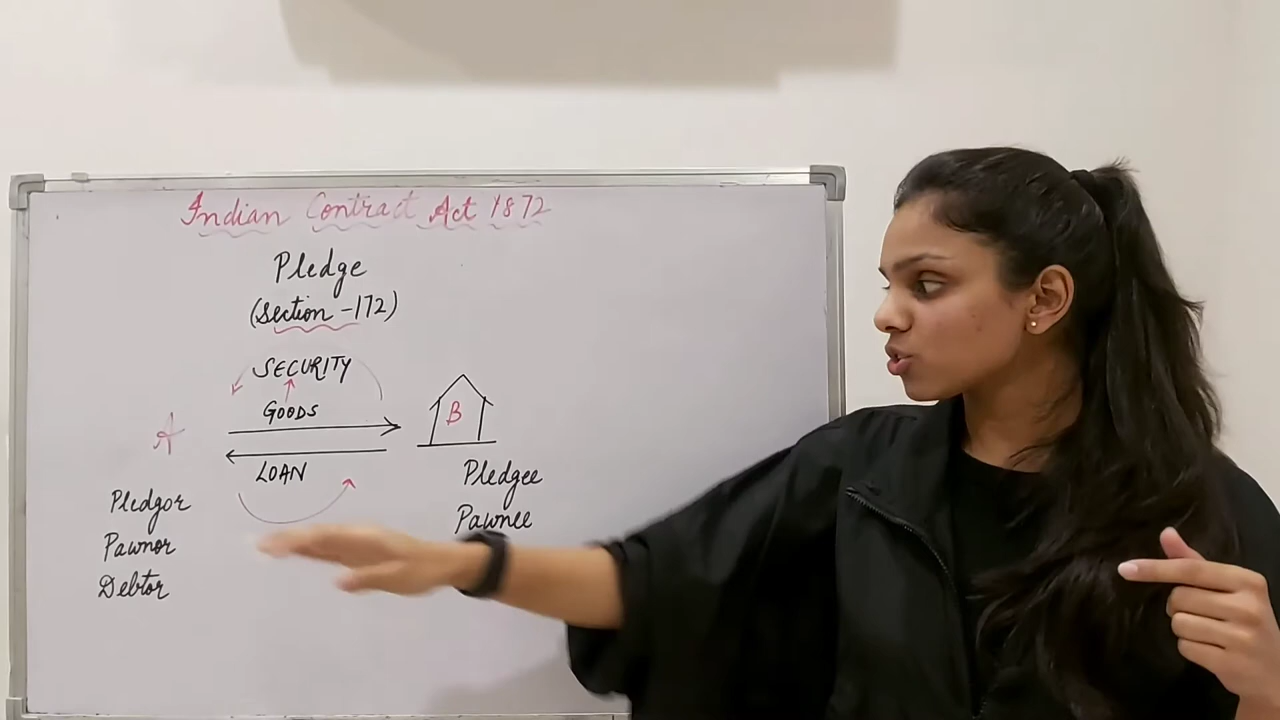 Indian Contract Act 1872
Pledge
(Section - 172)
SECURITY
GOODS
A
B
LOAN
Pledgor
Pawnor
Debtor
Pledgee
Pawnee